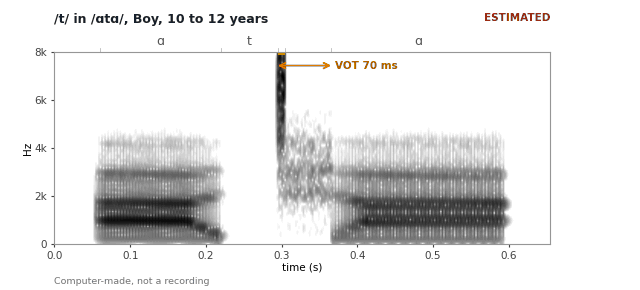 /t/ in /ɑtɑ/, Boy, 10 to 12 years
ESTIMATED
ɑ t ɑ
8k
6k
4k
2k
0
Hz
VOT 70 ms
0.0 0.1 0.2 0.3 0.4 0.5 0.6
time (s)
Computer-made, not a recording